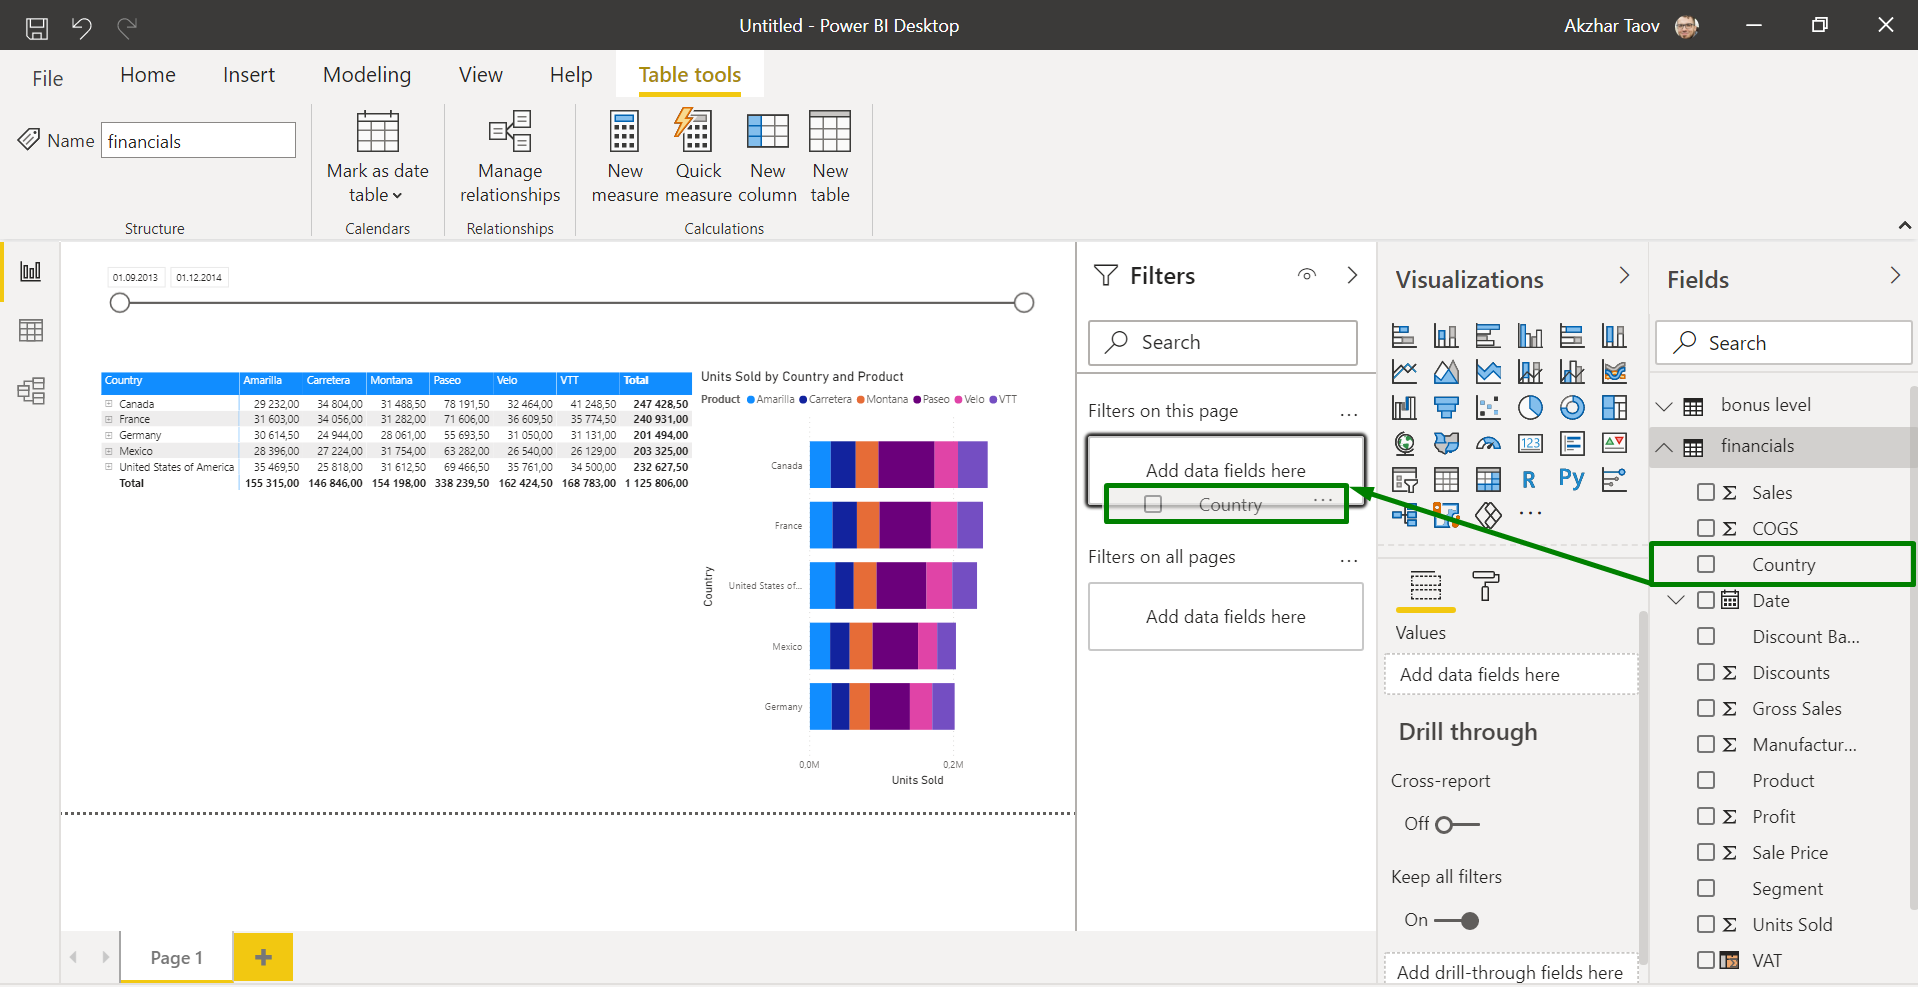 Untitled - Power BI Desktop
Akzhar Taov
File
Home
Insert
Modeling
View
Help
Table tools
Name
financials
Structure
Mark as date
table
Calendars
Manage
relationships
Relationships
New
measure
Quick
measure
New
column
New
table
Calculations
01.09.2013
01.12.2014
Country Amarilla Carretera Montana Paseo Velo VTT Total
Canada 29 232,00 34 804,00 31 488,50 78 191,50 32 464,00 41 248,50 247 428,50
France 31 603,00 34 056,00 31 282,00 71 606,00 36 609,50 35 774,50 240 931,00
Germany 30 614,50 24 944,00 28 061,00 55 693,50 31 050,00 31 131,00 201 494,00
Mexico 28 396,00 27 224,00 31 754,00 63 282,00 26 540,00 26 129,00 203 325,00
United States of America 35 469,50 25 818,00 31 612,50 69 466,50 35 761,00 34 500,00 232 627,50
Total 155 315,00 146 846,00 154 198,00 338 239,50 162 424,50 168 783,00 1 125 806,00
Units Sold by Country and Product
Product Amarilla Carretera Montana Paseo Velo VTT
Country
Canada
France
United States of...
Mexico
Germany
0,0M
0,2M
Units Sold
Page 1
Filters
Search
Filters on this page
...
Add data fields here
Country
...
Filters on all pages
...
Add data fields here
Visualizations
123
R
Py
...
Values
Add data fields here
Drill through
Cross-report
Off
Keep all filters
On
Add drill-through fields here
Fields
Search
bonus level
financials
Σ Sales
Σ COGS
Country
Date
Discount Ba...
Σ Discounts
Σ Gross Sales
Σ Manufactur...
Product
Σ Profit
Σ Sale Price
Segment
Σ Units Sold
VAT